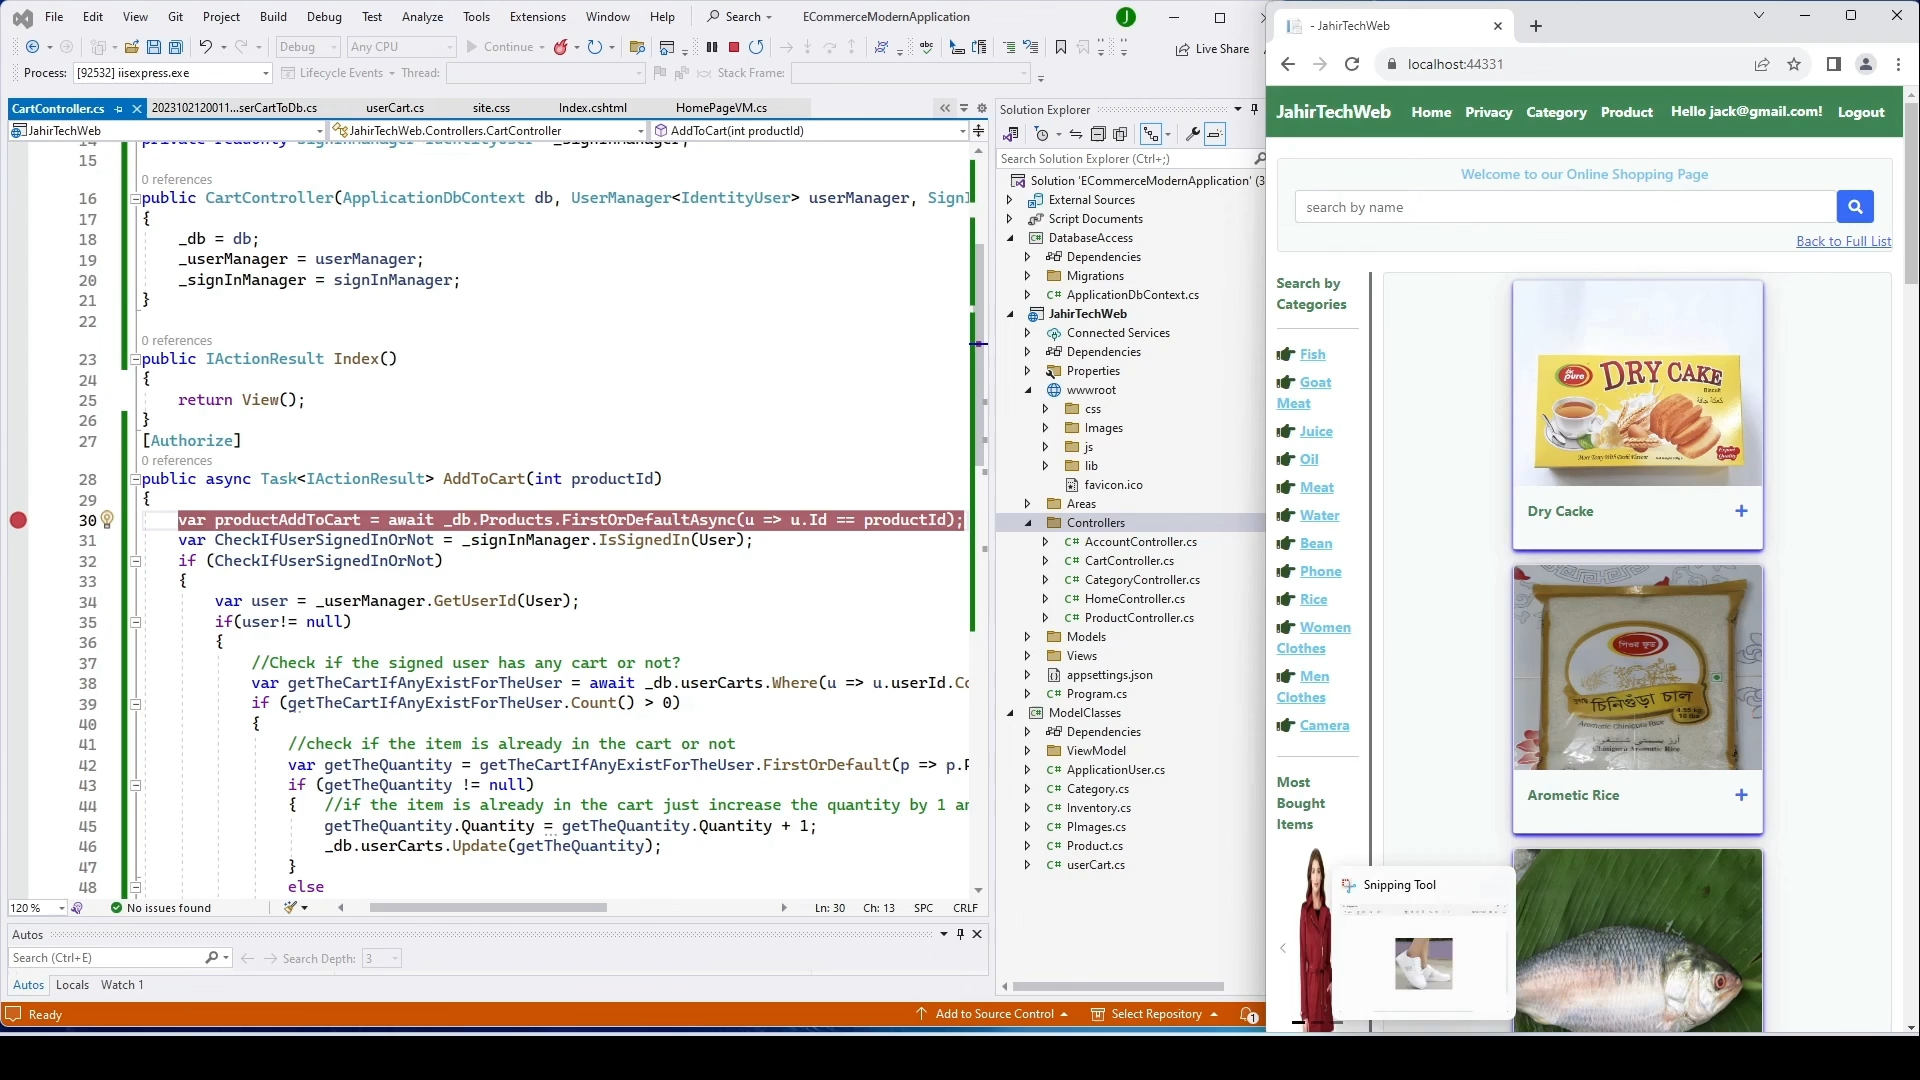 File Edit View Git Project Build Debug Test Analyze Tools Extensions Window Help Search ECommerceModernApplication J
Debug Any CPU Continue Live Share
Process: [92532] iisexpress.exe Lifecycle Events Thread: Stack Frame:
CartController.cs 2023102120011...serCartToDb.cs userCart.cs site.css Index.cshtml HomePageVM.cs
JahirTechWeb JahirTechWeb.Controllers.CartController AddToCart(int productId)
15
0 references
16 public CartController(ApplicationDbContext db, UserManager<IdentityUser> userManager, SignI
17 {
18 _db = db;
19 _userManager = userManager;
20 _signInManager = signInManager;
21 }
22
0 references
23 public IActionResult Index()
24 {
25 return View();
26 }
27 [Authorize]
0 references
28 public async Task<IActionResult> AddToCart(int productId)
29 {
30 var productAddToCart = await _db.Products.FirstOrDefaultAsync(u => u.Id == productId);
31 var CheckIfUserSignedInOrNot = _signInManager.IsSignedIn(User);
32 if (CheckIfUserSignedInOrNot)
33 {
34 var user = _userManager.GetUserId(User);
35 if(user!= null)
36 {
37 //Check if the signed user has any cart or not?
38 var getTheCartIfAnyExistForTheUser = await _db.userCarts.Where(u => u.userId.Co
39 if (getTheCartIfAnyExistForTheUser.Count() > 0)
40 {
41 //check if the item is already in the cart or not
42 var getTheQuantity = getTheCartIfAnyExistForTheUser.FirstOrDefault(p => p.P
43 if (getTheQuantity != null)
44 { //if the item is already in the cart just increase the quantity by 1 an
45 getTheQuantity.Quantity = getTheQuantity.Quantity + 1;
46 _db.userCarts.Update(getTheQuantity);
47 }
48 else
120 % No issues found Ln: 30 Ch: 13 SPC CRLF
Autos
Search (Ctrl+E) Search Depth: 3
Autos Locals Watch 1
Ready Add to Source Control Select Repository 1
Solution Explorer
Search Solution Explorer (Ctrl+;)
Solution 'ECommerceModernApplication' (3
External Sources
Script Documents
DatabaseAccess
Dependencies
Migrations
C# ApplicationDbContext.cs
JahirTechWeb
Connected Services
Dependencies
Properties
wwwroot
css
Images
js
lib
favicon.ico
Areas
Controllers
C# AccountController.cs
C# CartController.cs
C# CategoryController.cs
C# HomeController.cs
C# ProductController.cs
Models
Views
appsettings.json
C# Program.cs
ModelClasses
Dependencies
ViewModel
C# ApplicationUser.cs
C# Category.cs
C# Inventory.cs
C# PImages.cs
C# Product.cs
C# userCart.cs
- JahirTechWeb
localhost:44331
JahirTechWeb Home Privacy Category Product Hello jack@gmail.com! Logout
Welcome to our Online Shopping Page
search by name
Back to Full List
Search by
Categories
Fish
Goat
Meat
Juice
Oil
Meat
Water
Bean
Phone
Rice
Women
Clothes
Men
Clothes
Camera
Most
Bought
Items
pure DRY CAKE
Dry Cacke +
চিনিগুঁড়া চাল
Aromatic Chinigura Rice
Arometic Rice +
Snipping Tool